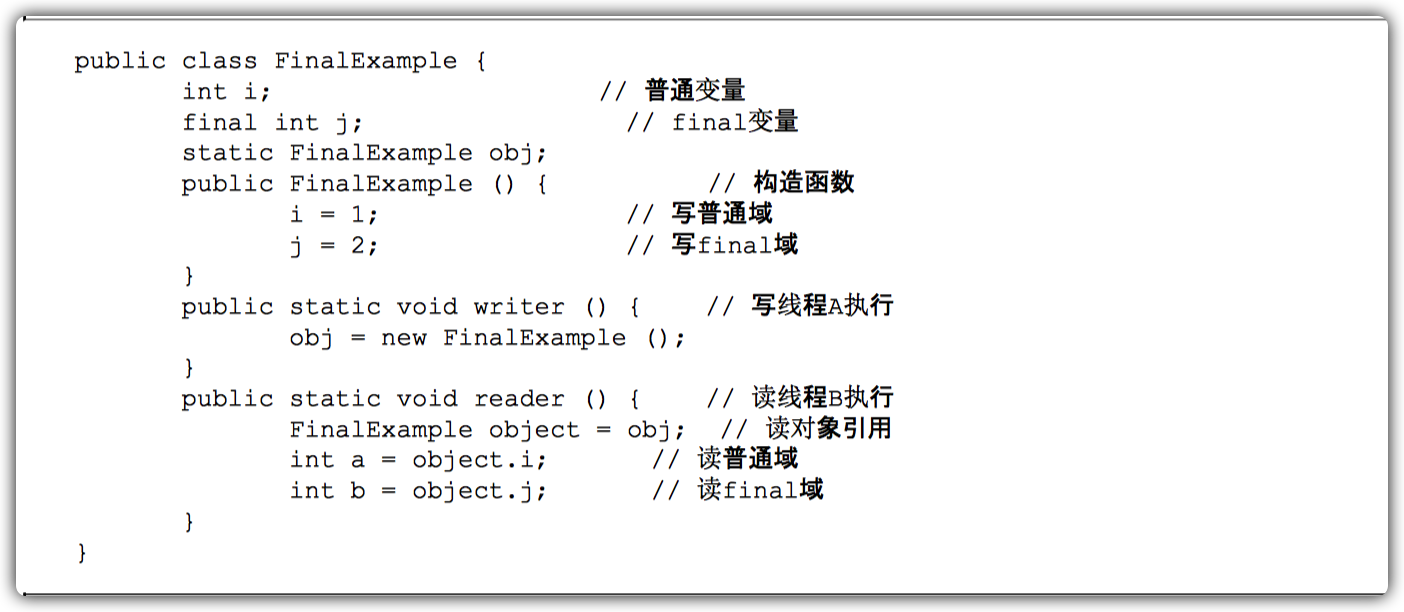 public class FinalExample {
int i; // 普通变量
final int j; // final变量
static FinalExample obj;
public FinalExample () { // 构造函数
i = 1; // 写普通域
j = 2; // 写final域
}
public static void writer () { // 写线程A执行
obj = new FinalExample ();
}
public static void reader () { // 读线程B执行
FinalExample object = obj; // 读对象引用
int a = object.i; // 读普通域
int b = object.j; // 读final域
}
}